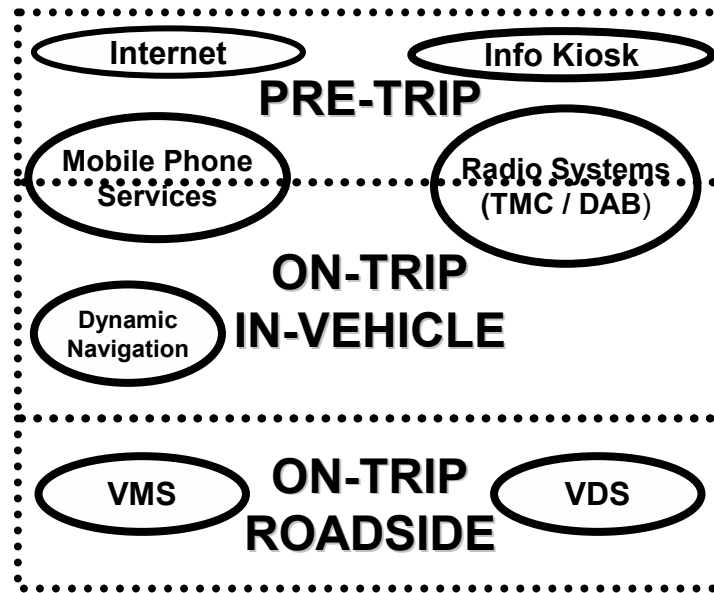 Internet
Info Kiosk
PRE-TRIP
Mobile Phone
Services
Radio Systems
(TMC / DAB)
ON-TRIP
IN-VEHICLE
Dynamic
Navigation
ON-TRIP
ROADSIDE
VMS
VDS